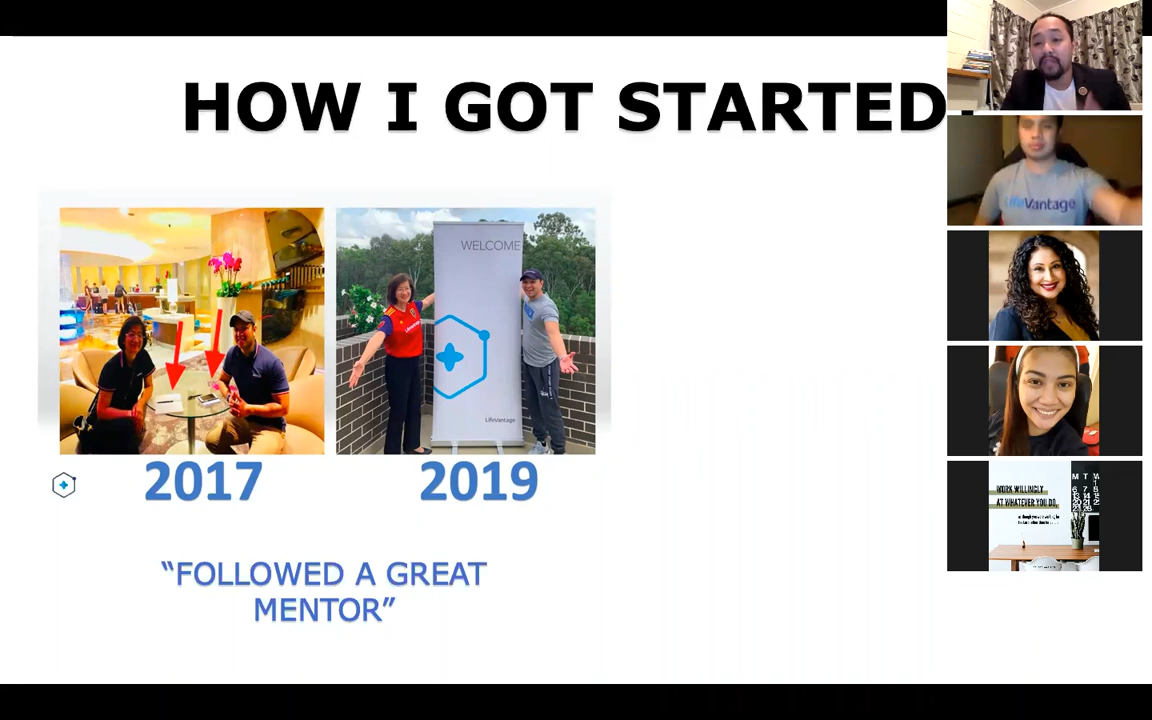 HOW I GOT STARTED
WELCOME
LifeVantage
2017
2019
“FOLLOWED A GREAT
MENTOR”
LifeVantage
WORK WILLINGLY
AT WHATEVER YOU DO,
M T W